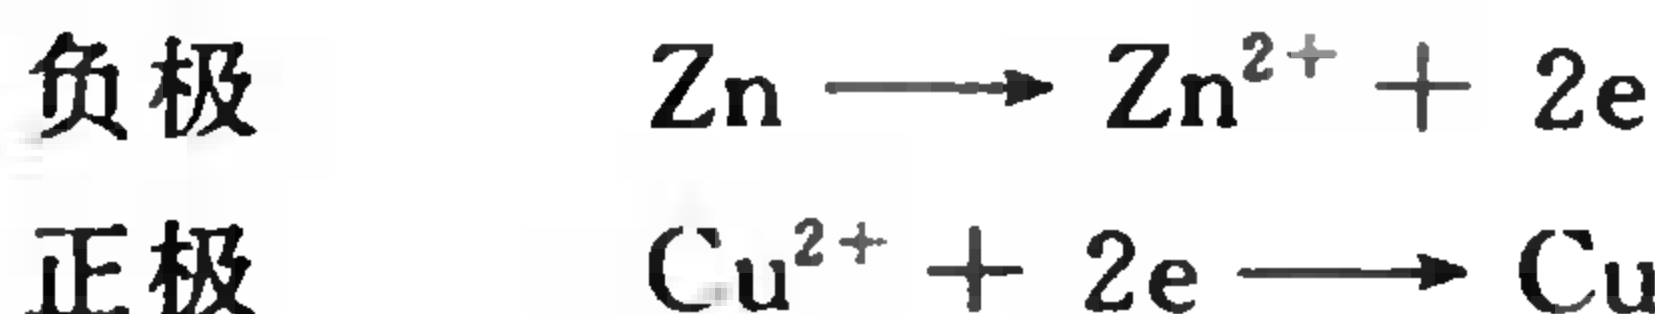 负极 Zn ⟶ Zn²⁺ + 2e
正极 Cu²⁺ + 2e ⟶ Cu